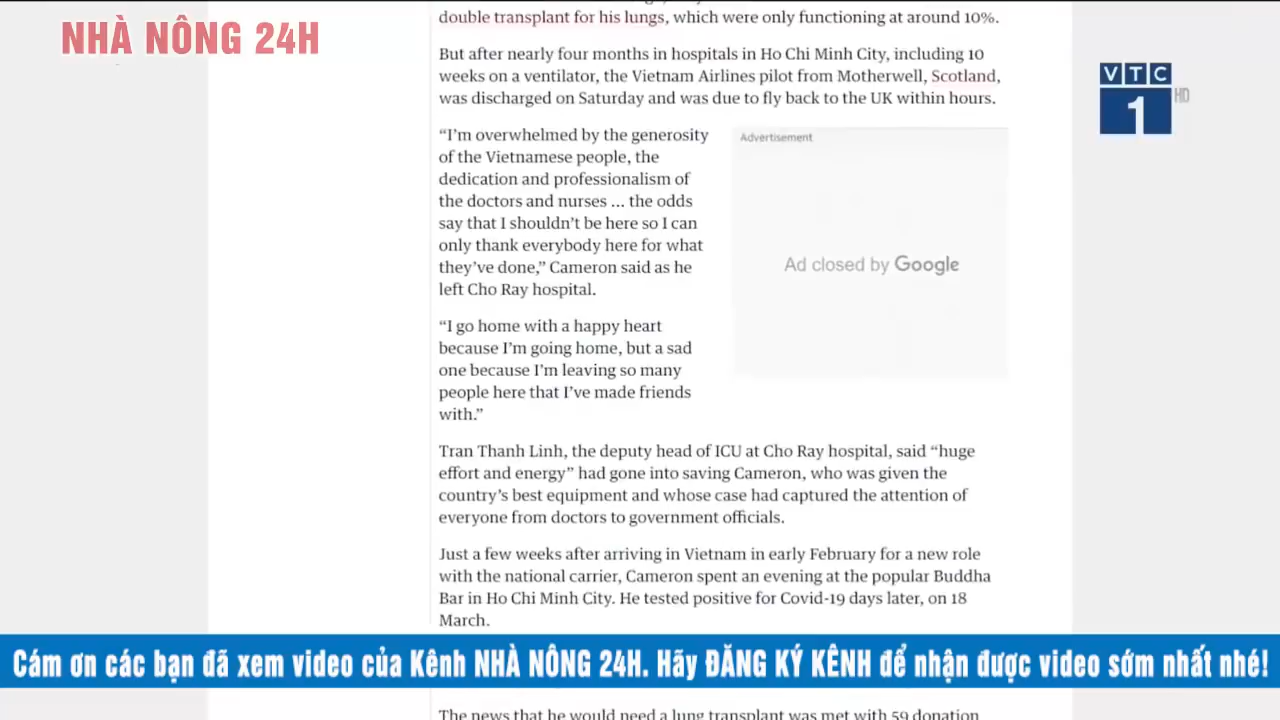 double transplant for his lungs, which were only functioning at around 10%.
NHÀ NÔNG 24H
But after nearly four months in hospitals in Ho Chi Minh City, including 10
weeks on a ventilator, the Vietnam Airlines pilot from Motherwell, Scotland,
was discharged on Saturday and was due to fly back to the UK within hours.
VTC
1 HD
“I’m overwhelmed by the generosity
of the Vietnamese people, the
dedication and professionalism of
the doctors and nurses ... the odds
say that I shouldn’t be here so I can
only thank everybody here for what
they’ve done,” Cameron said as he
left Cho Ray hospital.
Advertisement
Ad closed by Google
“I go home with a happy heart
because I’m going home, but a sad
one because I’m leaving so many
people here that I’ve made friends
with.”
Tran Thanh Linh, the deputy head of ICU at Cho Ray hospital, said “huge
effort and energy” had gone into saving Cameron, who was given the
country’s best equipment and whose case had captured the attention of
everyone from doctors to government officials.
Just a few weeks after arriving in Vietnam in early February for a new role
with the national carrier, Cameron spent an evening at the popular Buddha
Bar in Ho Chi Minh City. He tested positive for Covid-19 days later, on 18
March.
Cám ơn các bạn đã xem video của Kênh NHÀ NÔNG 24H. Hãy ĐĂNG KÝ KÊNH để nhận được video sớm nhất nhé!
The news that he would need a lung transplant was met with 59 donation